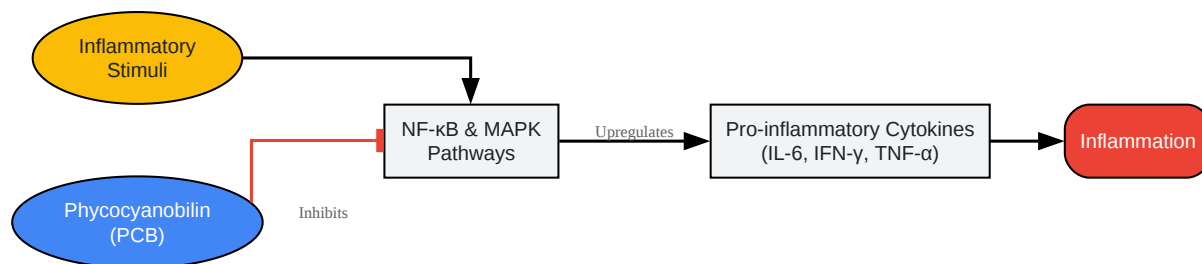 Inflammatory
Stimuli
NF-κB & MAPK
Pathways
Upregulates
Pro-inflammatory Cytokines
(IL-6, IFN-γ, TNF-α)
Inflammation
Phycocyanobilin
(PCB)
Inhibits